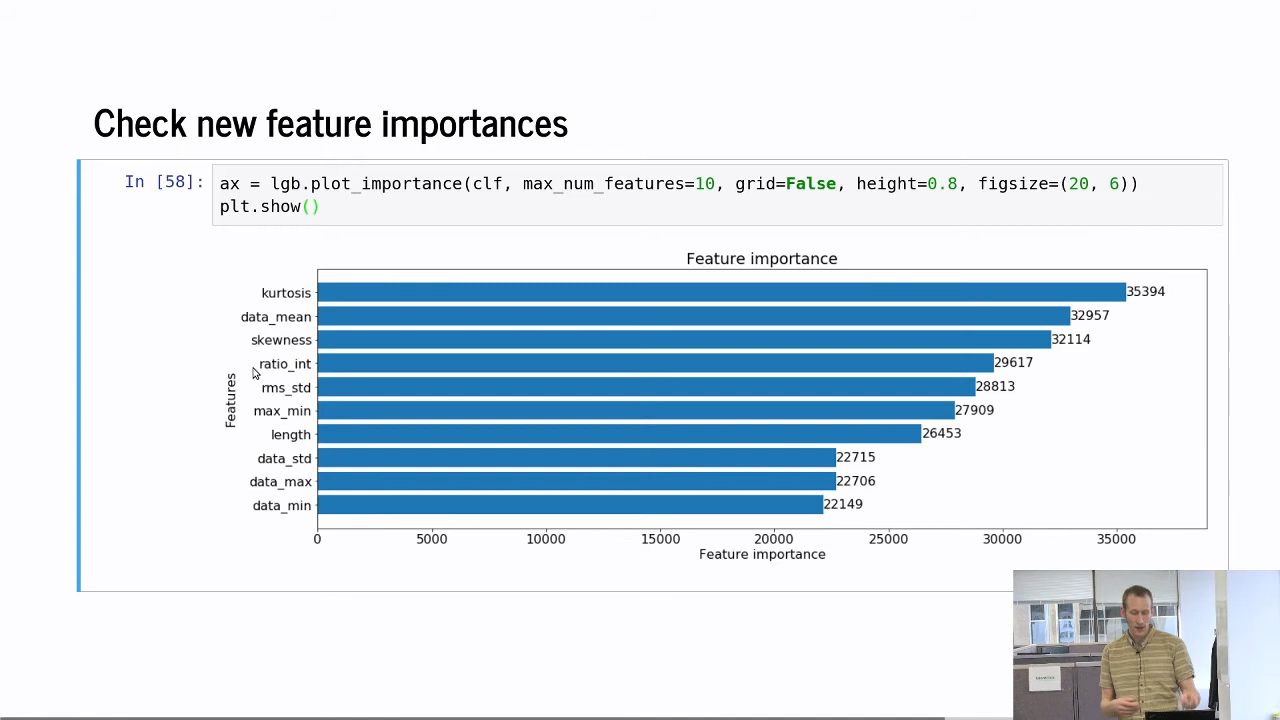 Check new feature importances
In [58]: ax = lgb.plot_importance(clf, max_num_features=10, grid=False, height=0.8, figsize=(20, 6))
plt.show()
Feature importance
kurtosis 35394
data_mean 32957
skewness 32114
ratio_int 29617
rms_std 28813
max_min 27909
length 26453
data_std 22715
data_max 22706
data_min 22149
Features
0 5000 10000 15000 20000 25000 30000 35000
Feature importance